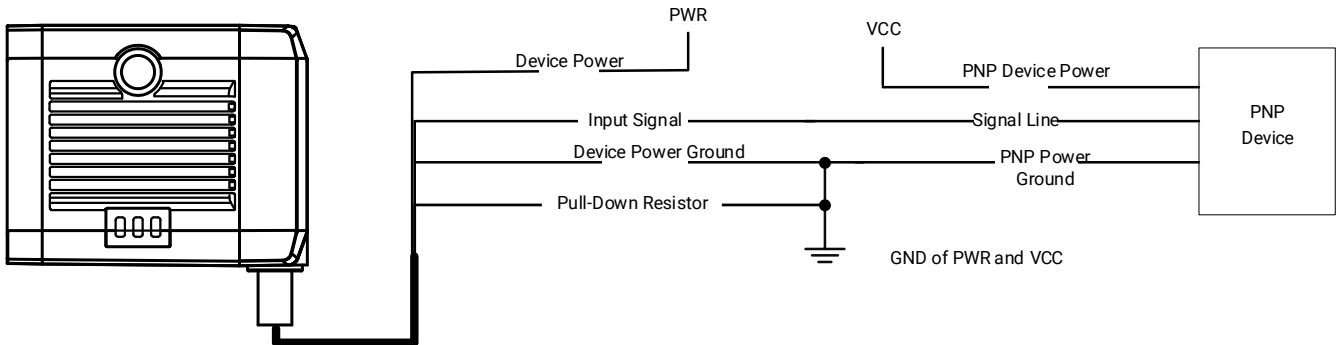 PWR
VCC
Device Power
PNP Device Power
Input Signal
Signal Line
PNP
Device
Device Power Ground
PNP Power
Ground
Pull-Down Resistor
GND of PWR and VCC